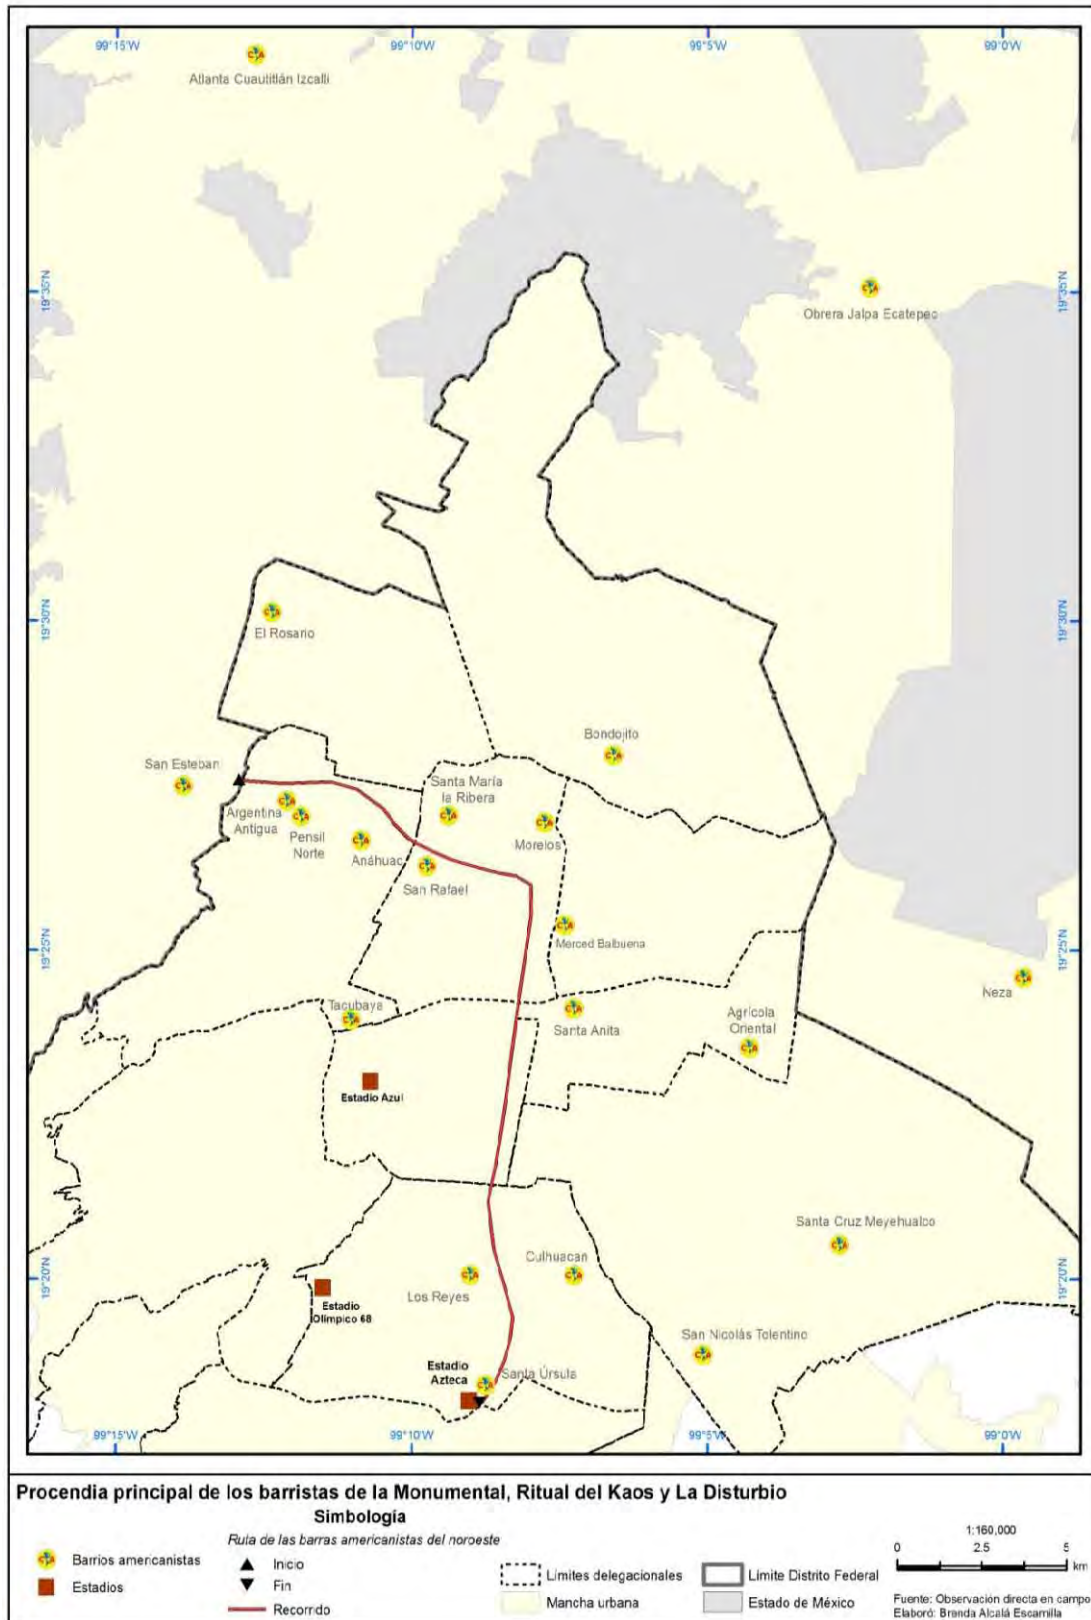 99°15'W 99°10'W 99°5'W 99°0'W
Atlanta Cuautitlán Izcalli
19°35'N 19°35'N
Obrera Jalpa Ecatepec
19°30'N 19°30'N
El Rosario
Bondojito
San Esteban
Santa María
la Ribera
Argentina
Antigua
Pensil
Norte
Anáhuac
Morelos
San Rafael
Merced Balbuena
19°25'N 19°25'N
Neza
Tacubaya
Santa Anita
Agrícola
Oriental
Estadio Azul
Santa Cruz Meyehualco
Culhuacan
19°20'N 19°20'N
Los Reyes
Estadio
Olímpico 68
San Nicolás Tolentino
Estadio
Azteca
Santa Úrsula
99°15'W 99°10'W 99°5'W 99°0'W
Procendia principal de los barristas de la Monumental, Ritual del Kaos y La Disturbio
Simbología
Ruta de las barras americanistas del noroeste
Barrios americanistas
Estadios
Inicio
Fin
Recorrido
Límites delegacionales
Mancha urbana
Límite Distrito Federal
Estado de México
1:160,000
0 2.5 5
km
Fuente: Observación directa en campo
Elaboró: Brenda Alcalá Escamilla